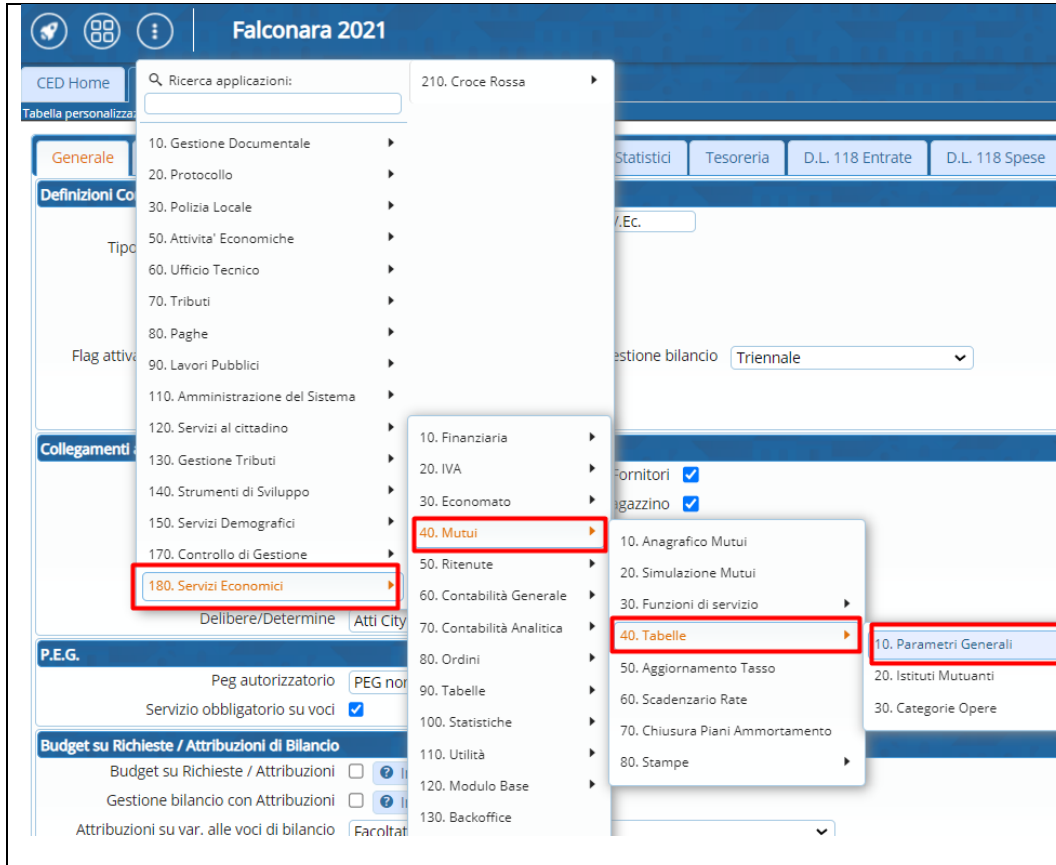 Falconara 2021
CED Home
Tabella personalizza
Ricerca applicazioni:
10. Gestione Documentale
20. Protocollo
30. Polizia Locale
50. Attivita' Economiche
60. Ufficio Tecnico
70. Tributi
80. Paghe
90. Lavori Pubblici
110. Amministrazione del Sistema
120. Servizi al cittadino
130. Gestione Tributi
140. Strumenti di Sviluppo
150. Servizi Demografici
170. Controllo di Gestione
180. Servizi Economici
210. Croce Rossa
10. Finanziaria
20. IVA
30. Economato
40. Mutui
50. Ritenute
60. Contabilità Generale
70. Contabilità Analitica
80. Ordini
90. Tabelle
100. Statistiche
110. Utilità
120. Modulo Base
130. Backoffice
10. Anagrafico Mutui
20. Simulazione Mutui
30. Funzioni di servizio
40. Tabelle
50. Aggiornamento Tasso
60. Scadenzario Rate
70. Chiusura Piani Ammortamento
80. Stampe
10. Parametri Generali
20. Istituti Mutuanti
30. Categorie Opere
Generale
Statistici
Tesoreria
D.L. 118 Entrate
D.L. 118 Spese
Definizioni Co
/.Ec.
Tipo
Flag attiva
estione bilancio Triennale
Collegamenti
Fornitori
agazzino
Delibere/Determine Atti City
P.E.G.
Peg autorizzatorio PEG nor
Servizio obbligatorio su voci
Budget su Richieste / Attribuzioni di Bilancio
Budget su Richieste / Attribuzioni
Gestione bilancio con Attribuzioni
Attribuzioni su var. alle voci di bilancio Facoltat